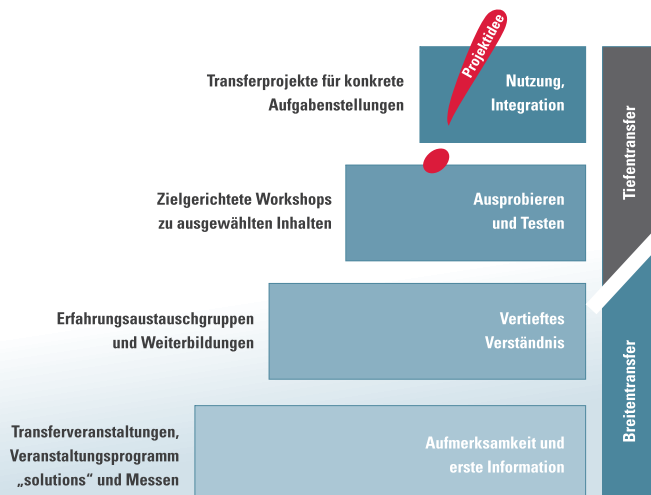 Projektidee
Transferprojekte für konkrete
Aufgabenstellungen
Nutzung,
Integration
Zielgerichtete Workshops
zu ausgewählten Inhalten
Ausprobieren
und Testen
Tiefentransfer
Erfahrungsaustauschgruppen
und Weiterbildungen
Vertieftes
Verständnis
Breitentransfer
Transferveranstaltungen,
Veranstaltungsprogramm
„solutions“ und Messen
Aufmerksamkeit und
erste Information